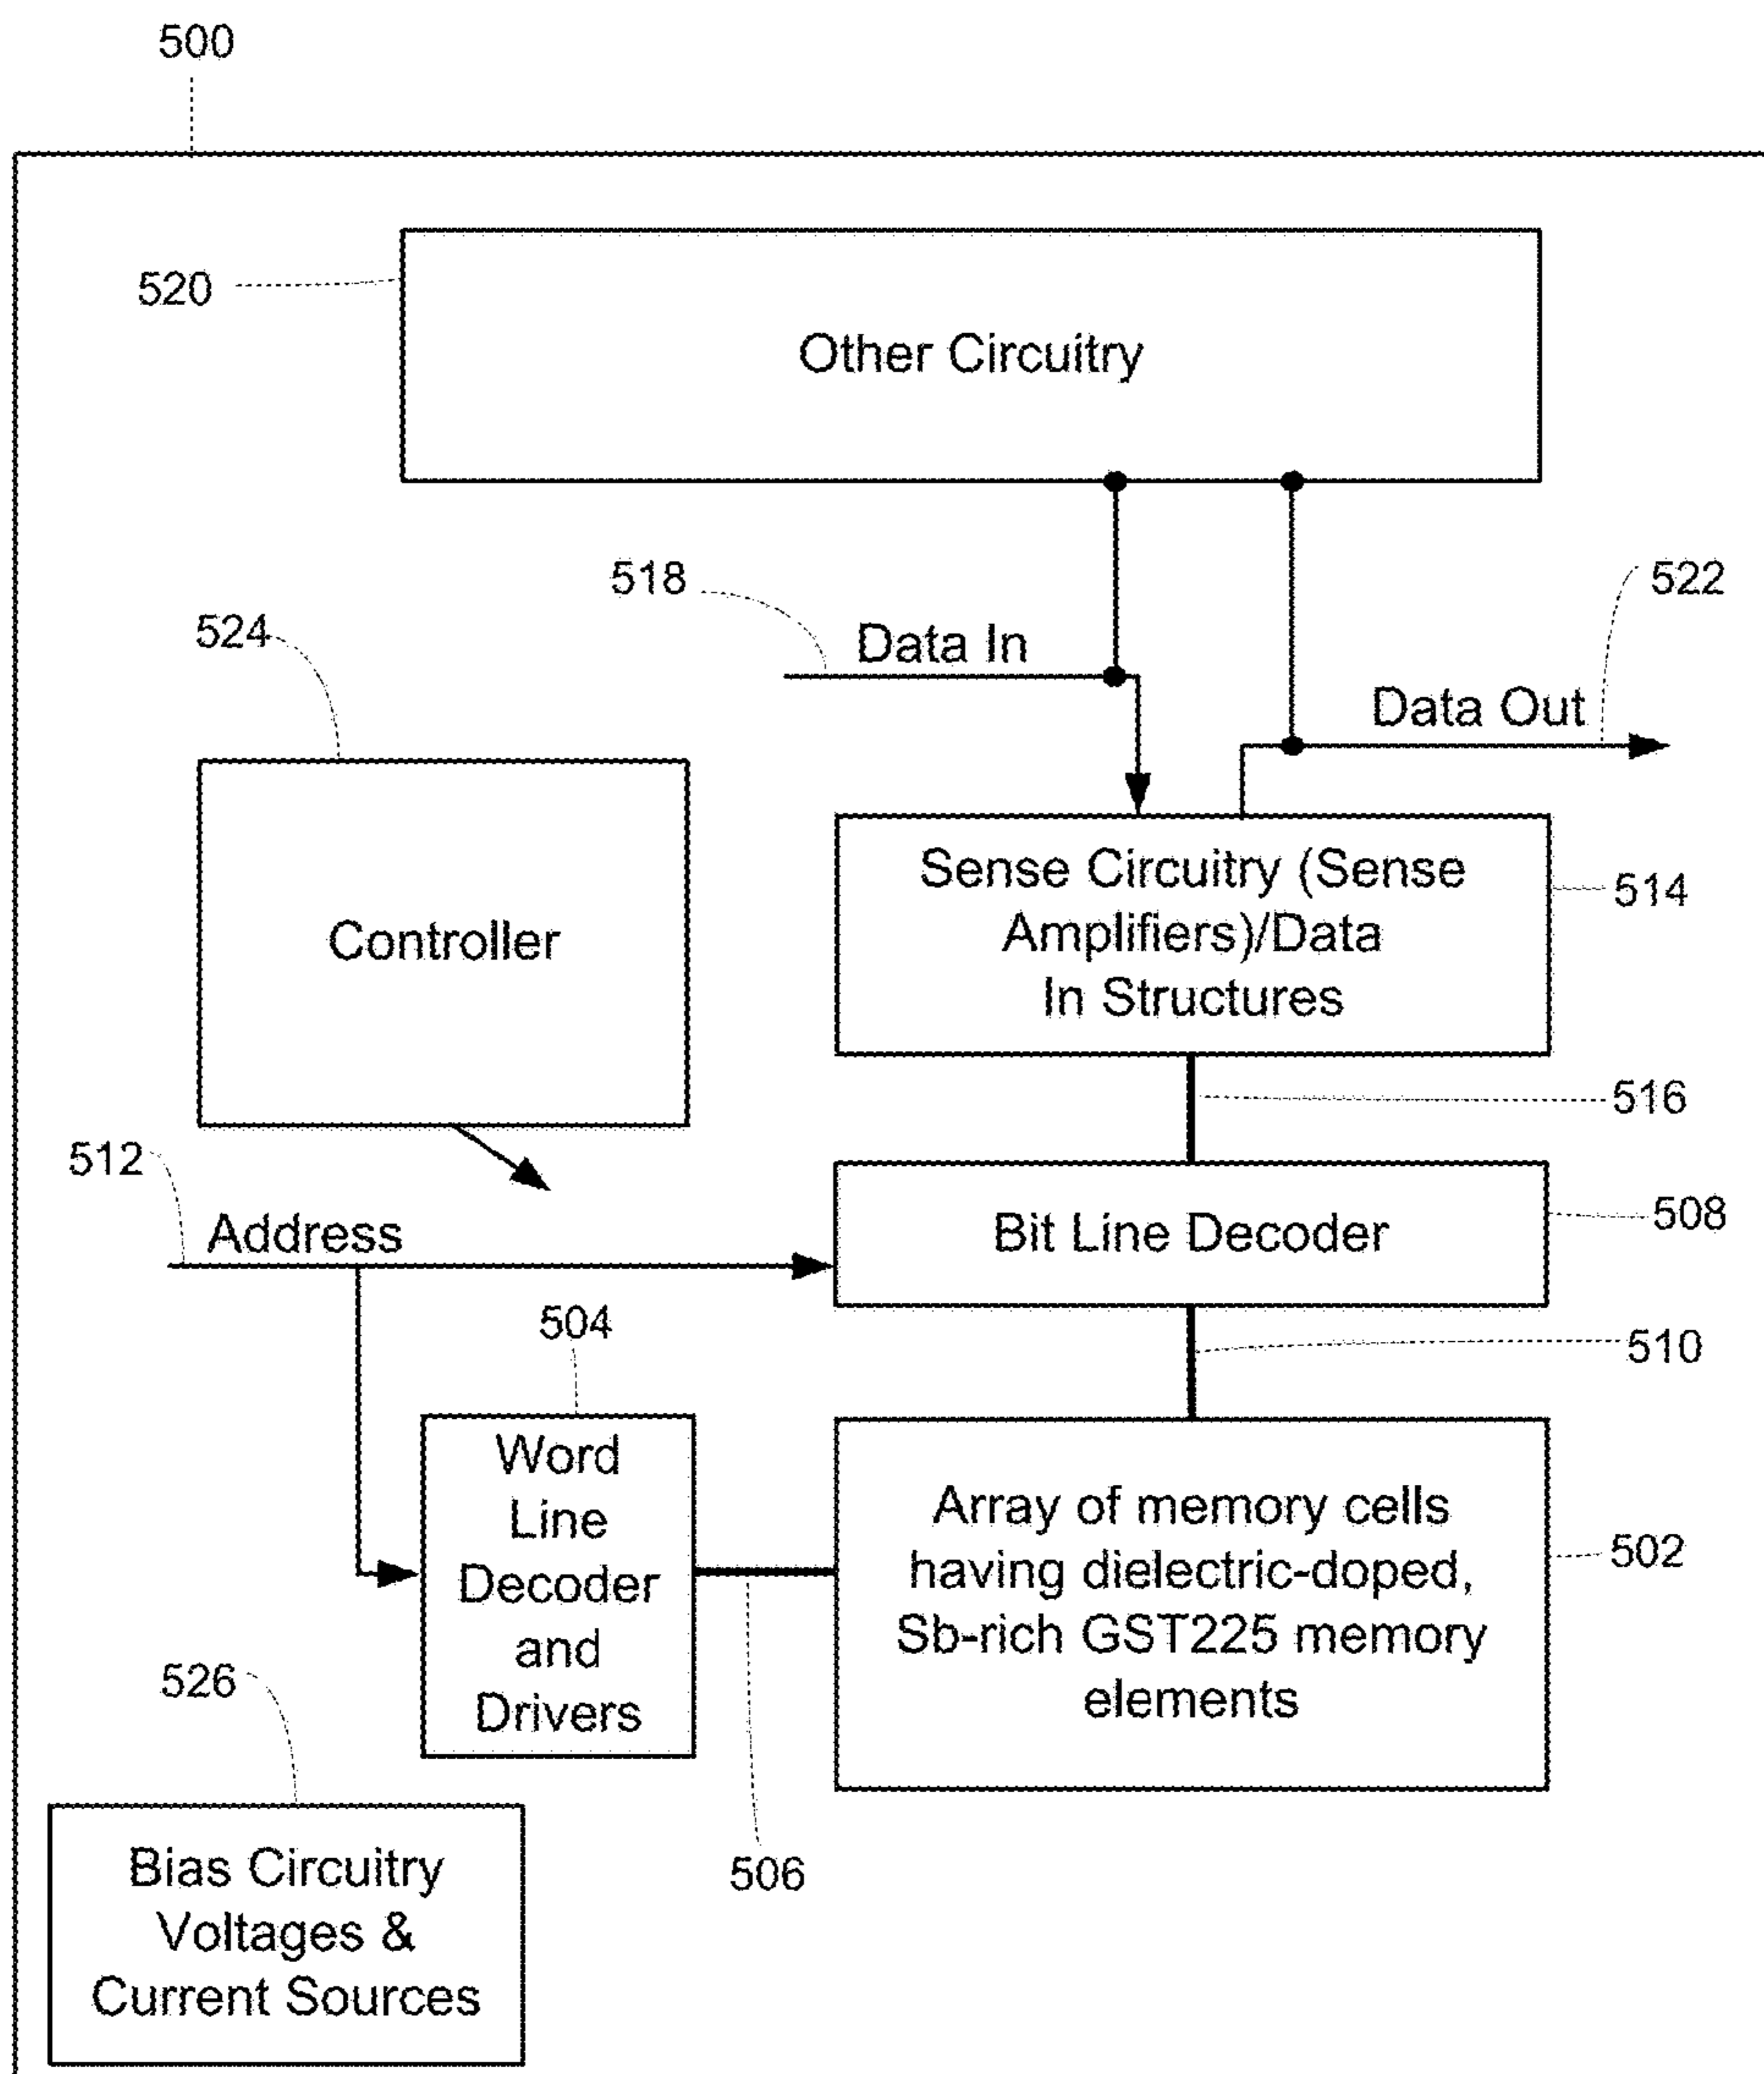 500
520
Other Circuitry
518
522
524
Data In
Data Out
Controller
Sense Circuitry (Sense
Amplifiers)/Data
In Structures
514
516
512
Address
Bit Line Decoder
508
504
510
Word
Line
Decoder
and
Drivers
Array of memory cells
having dielectric-doped,
Sb-rich GST225 memory
elements
502
526
506
Bias Circuitry
Voltages &
Current Sources